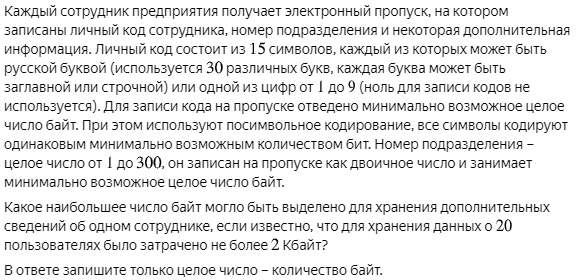 Каждый сотрудник предприятия получает электронный пропуск, на котором
записаны личный код сотрудника, номер подразделения и некоторая дополнительная
информация. Личный код состоит из 15 символов, каждый из которых может быть
русской буквой (используется 30 различных букв, каждая буква может быть
заглавной или строчной) или одной из цифр от 1 до 9 (ноль для записи кодов не
используется). Для записи кода на пропуске отведено минимально возможное целое
число байт. При этом используют посимвольное кодирование, все символы кодируют
одинаковым минимально возможным количеством бит. Номер подразделения –
целое число от 1 до 300, он записан на пропуске как двоичное число и занимает
минимально возможное целое число байт.
Какое наибольшее число байт могло быть выделено для хранения дополнительных
сведений об одном сотруднике, если известно, что для хранения данных о 20
пользователях было затрачено не более 2 Кбайт?
В ответе запишите только целое число – количество байт.